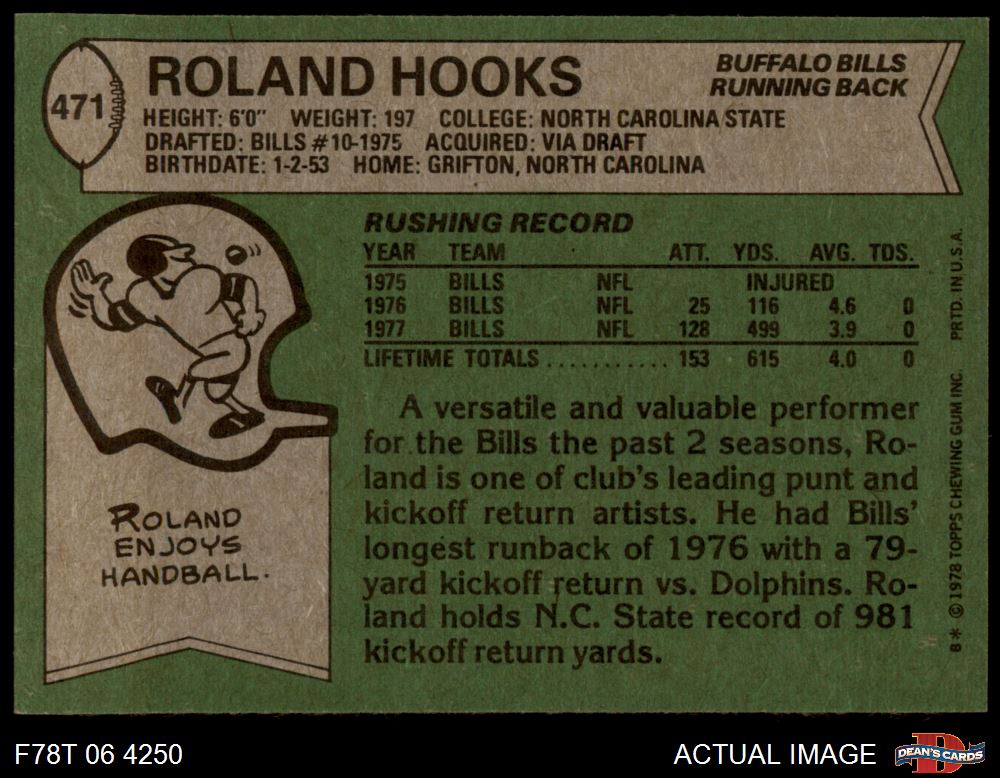 471
ROLAND HOOKS
BUFFALO BILLS
RUNNING BACK
HEIGHT: 6'0" WEIGHT: 197 COLLEGE: NORTH CAROLINA STATE
DRAFTED: BILLS #10-1975 ACQUIRED: VIA DRAFT
BIRTHDATE: 1-2-53 HOME: GRIFTON, NORTH CAROLINA
RUSHING RECORD
YEAR TEAM ATT. YDS. AVG. TDS.
1975 BILLS NFL INJURED
1976 BILLS NFL 25 116 4.6 0
1977 BILLS NFL 128 499 3.9 0
LIFETIME TOTALS ........... 153 615 4.0 0
A versatile and valuable performer
for the Bills the past 2 seasons, Ro-
land is one of club's leading punt and
kickoff return artists. He had Bills'
longest runback of 1976 with a 79-
yard kickoff return vs. Dolphins. Ro-
land holds N.C. State record of 981
kickoff return yards.
ROLAND
ENJOYS
HANDBALL.
B* © 1978 TOPPS CHEWING GUM INC. PRTD. IN U.S.A.
F78T 06 4250
ACTUAL IMAGE
D
DEAN'S CARDS